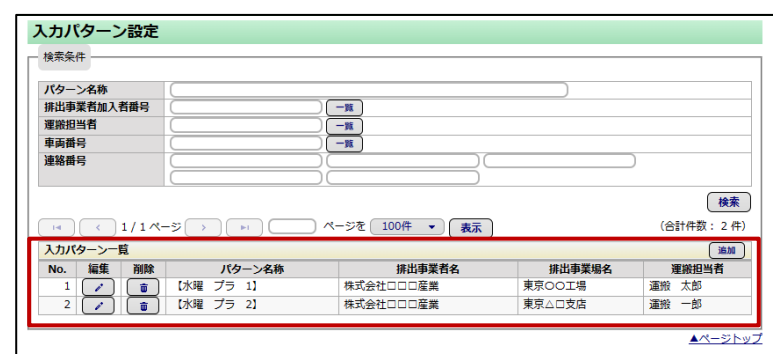 入力パターン設定
検索条件
パターン名称
排出事業者加入者番号 一覧
運搬担当者 一覧
車両番号 一覧
連絡番号
検索
1 / 1 ページ ページを 100件 表示 (合計件数： 2 件)
入力パターン一覧 追加
No. 編集 削除 パターン名称 排出事業者名 排出事業場名 運搬担当者
1 【水曜 プラ 1】 株式会社□□□産業 東京○○工場 運搬 太郎
2 【水曜 プラ 2】 株式会社□□□産業 東京△□支店 運搬 一郎
▲ページトップ